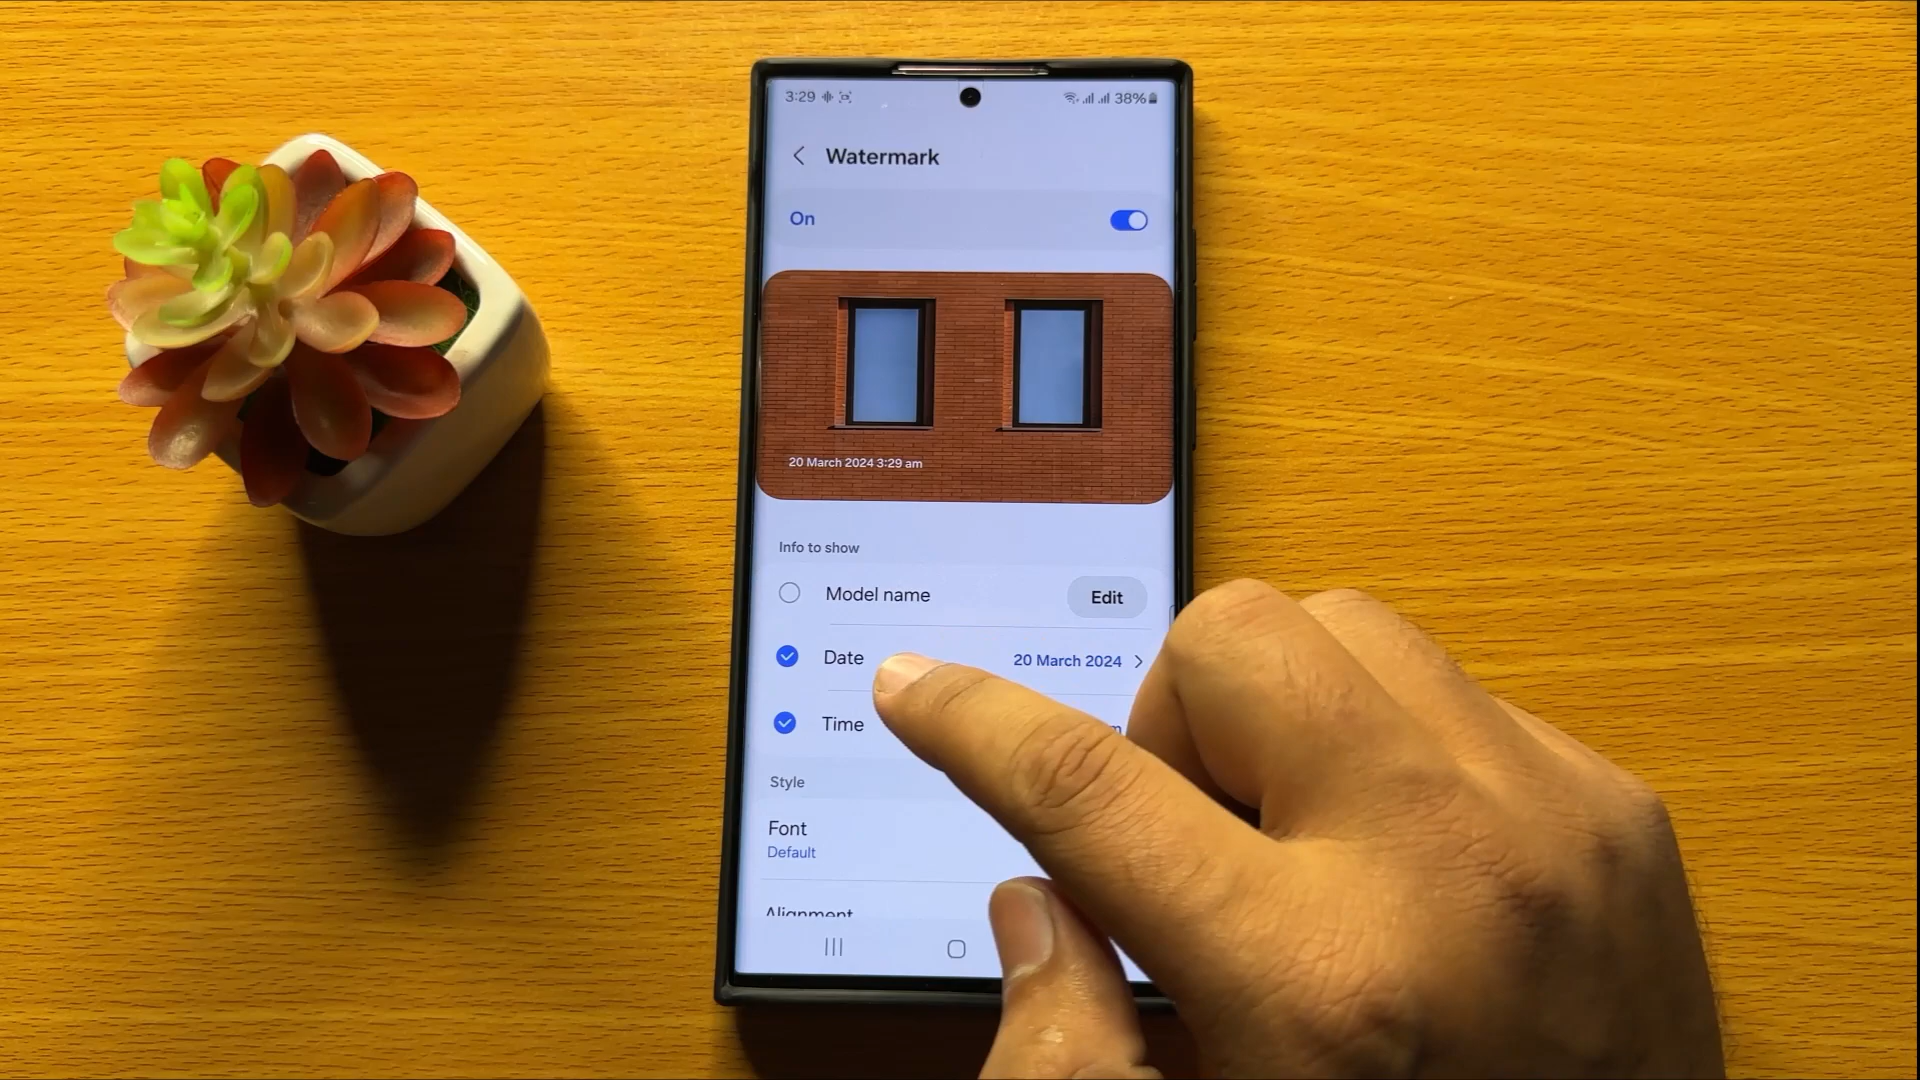 3:29 38%
Watermark
On
20 March 2024 3:29 am
Info to show
Model name Edit
Date 20 March 2024
Time m
Style
Font
Default
Alignment